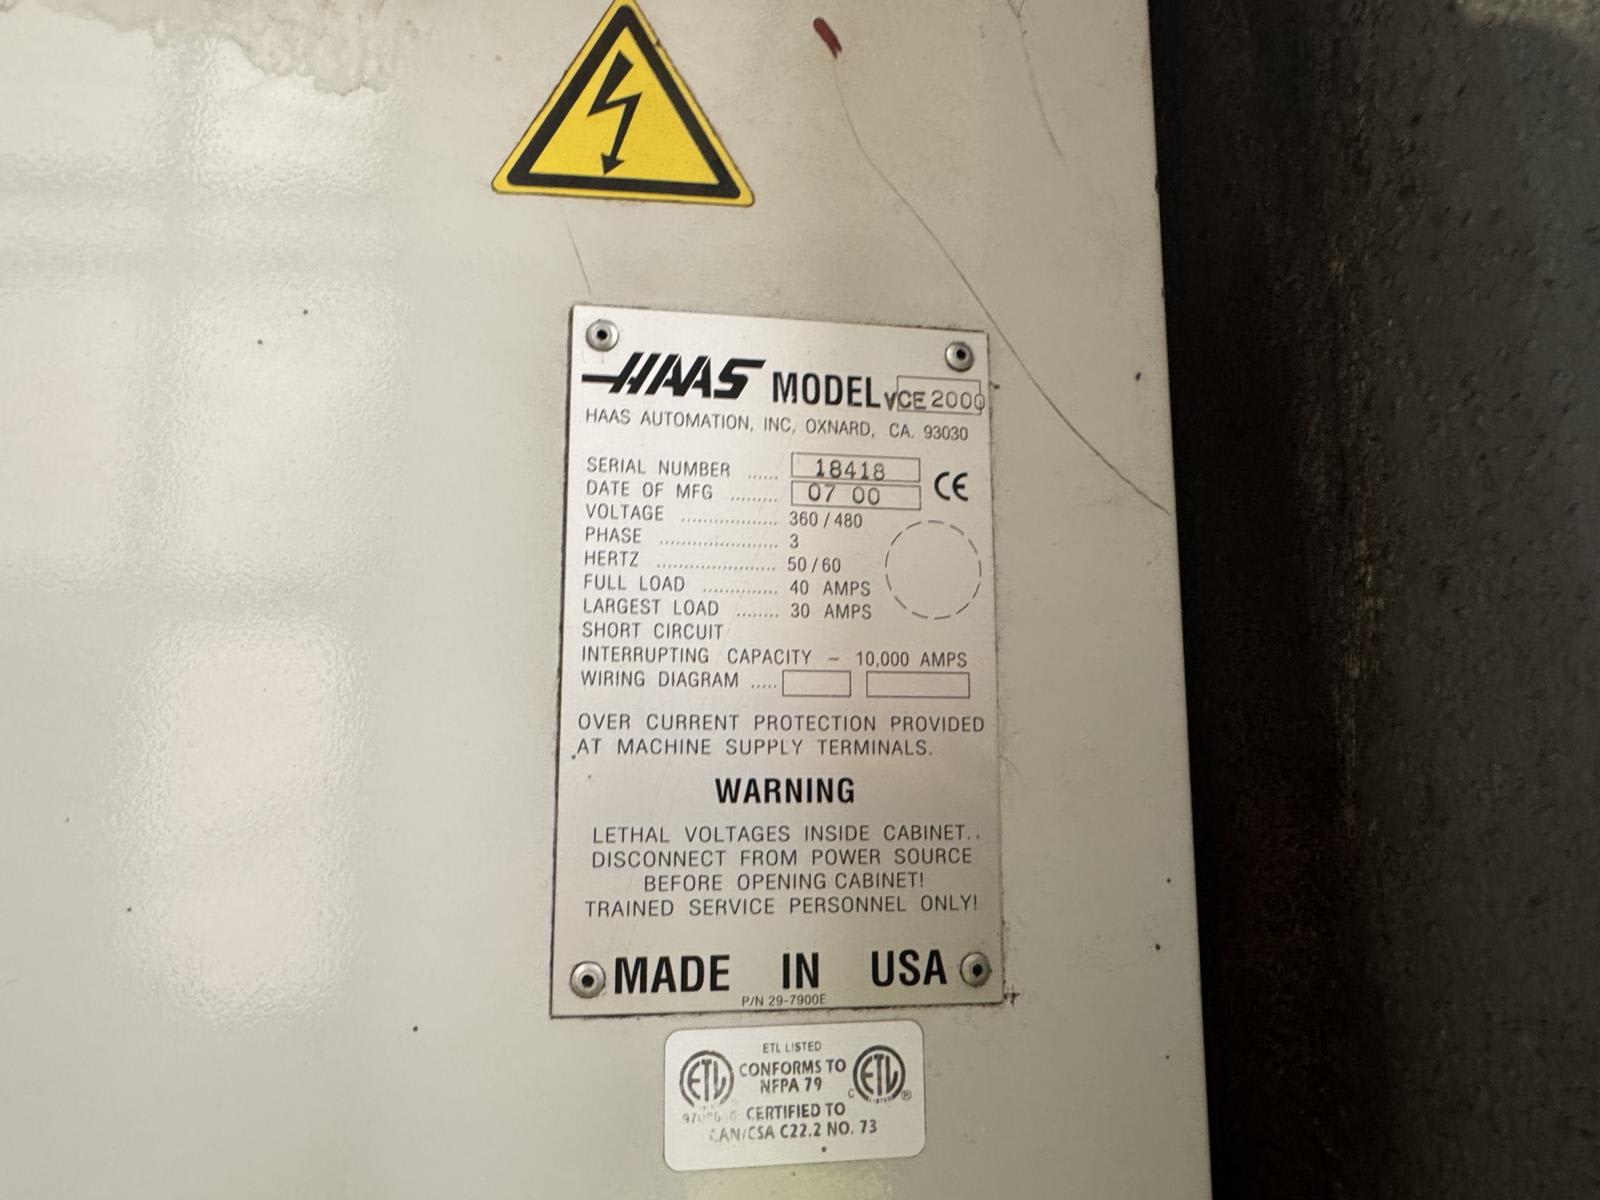 HAAS MODEL VCE 2000
HAAS AUTOMATION, INC, OXNARD, CA. 93030
SERIAL NUMBER ...... 18418
CE
DATE OF MFG ......... 07 00
VOLTAGE .................. 360 / 480
PHASE ...................... 3
HERTZ ...................... 50 / 60
FULL LOAD .............. 40 AMPS
LARGEST LOAD ........ 30 AMPS
SHORT CIRCUIT
INTERRUPTING CAPACITY – 10,000 AMPS
WIRING DIAGRAM .....
OVER CURRENT PROTECTION PROVIDED
AT MACHINE SUPPLY TERMINALS.
WARNING
LETHAL VOLTAGES INSIDE CABINET..
DISCONNECT FROM POWER SOURCE
BEFORE OPENING CABINET!
TRAINED SERVICE PERSONNEL ONLY!
MADE IN USA
P/N 29-7900E
ETL LISTED
ETL CONFORMS TO C ETL ®
NFPA 79
CERTIFIED TO
CAN/CSA C22.2 NO. 73